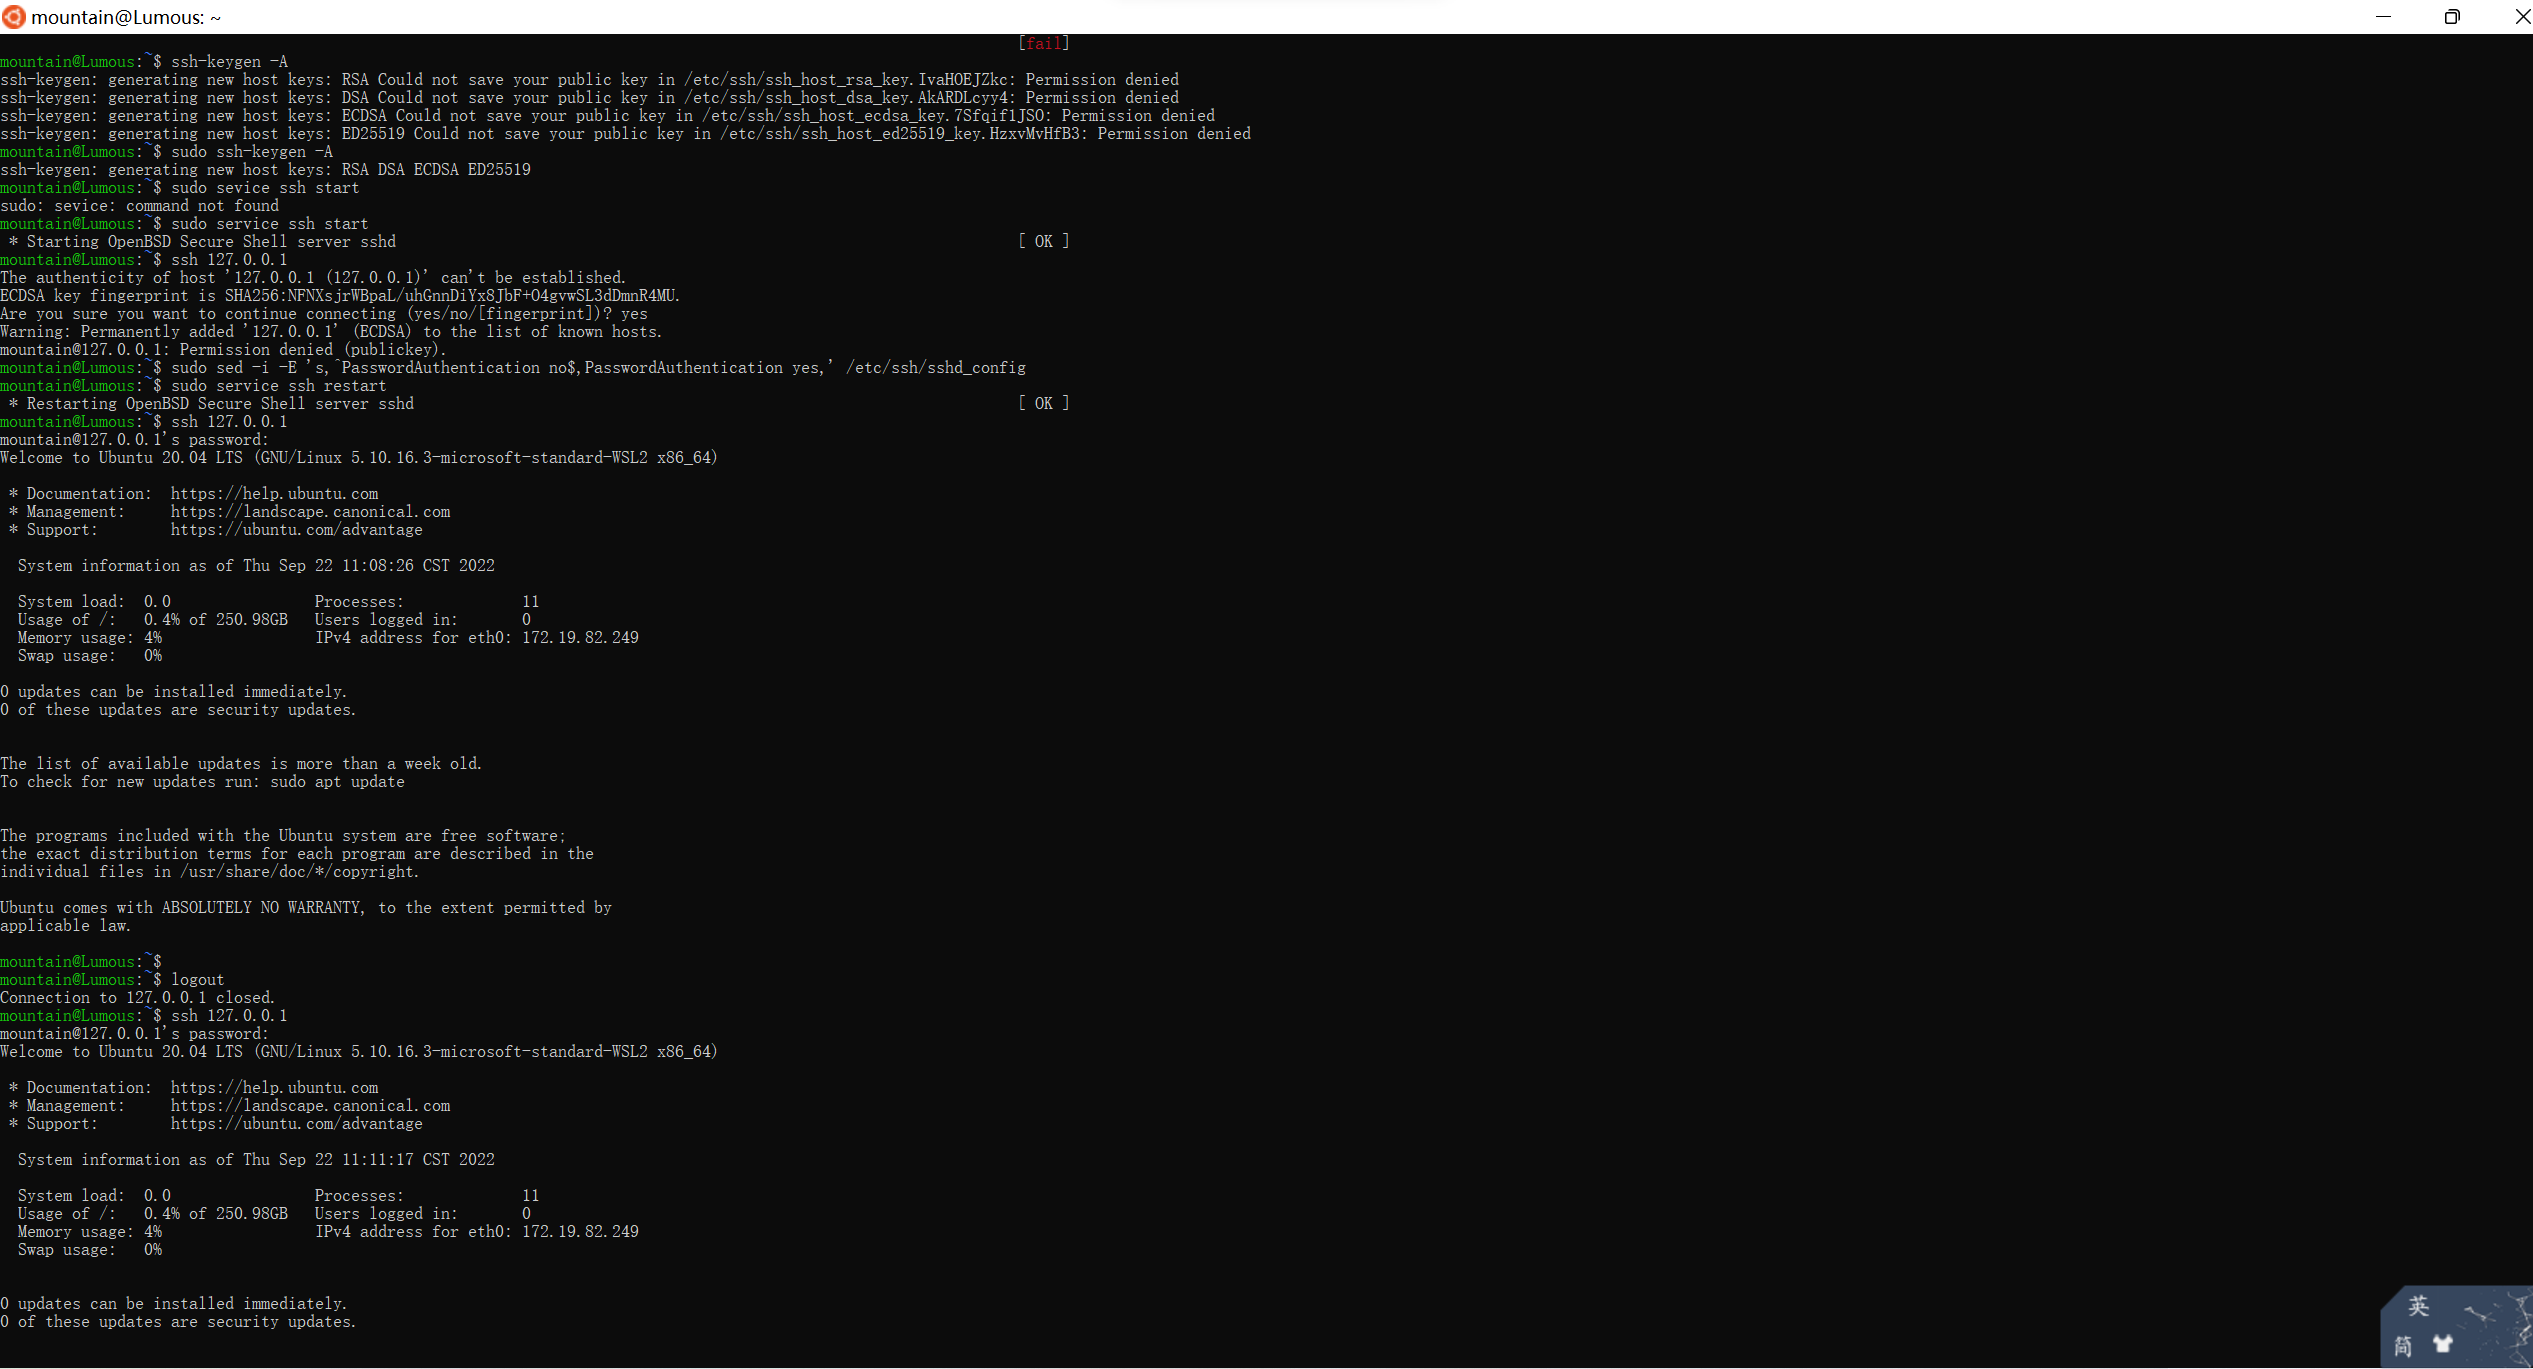 mountain@Lumous: ~
[fail]
mountain@Lumous:~$ ssh-keygen -A
ssh-keygen: generating new host keys: RSA Could not save your public key in /etc/ssh/ssh_host_rsa_key.IvaHOEJZkc: Permission denied
ssh-keygen: generating new host keys: DSA Could not save your public key in /etc/ssh/ssh_host_dsa_key.AkARDLcyy4: Permission denied
ssh-keygen: generating new host keys: ECDSA Could not save your public key in /etc/ssh/ssh_host_ecdsa_key.7Sfqif1JSO: Permission denied
ssh-keygen: generating new host keys: ED25519 Could not save your public key in /etc/ssh/ssh_host_ed25519_key.HzxvMvHfB3: Permission denied
mountain@Lumous:~$ sudo ssh-keygen -A
ssh-keygen: generating new host keys: RSA DSA ECDSA ED25519
mountain@Lumous:~$ sudo sevice ssh start
sudo: sevice: command not found
mountain@Lumous:~$ sudo service ssh start
 * Starting OpenBSD Secure Shell server sshd [ OK ]
mountain@Lumous:~$ ssh 127.0.0.1
The authenticity of host '127.0.0.1 (127.0.0.1)' can't be established.
ECDSA key fingerprint is SHA256:NFNXsjrWBpaL/uhGnnDiYx8JbF+O4gvwSL3dDmnR4MU.
Are you sure you want to continue connecting (yes/no/[fingerprint])? yes
Warning: Permanently added '127.0.0.1' (ECDSA) to the list of known hosts.
mountain@127.0.0.1: Permission denied (publickey).
mountain@Lumous:~$ sudo sed -i -E 's,^PasswordAuthentication no$,PasswordAuthentication yes,' /etc/ssh/sshd_config
mountain@Lumous:~$ sudo service ssh restart
 * Restarting OpenBSD Secure Shell server sshd [ OK ]
mountain@Lumous:~$ ssh 127.0.0.1
mountain@127.0.0.1's password:
Welcome to Ubuntu 20.04 LTS (GNU/Linux 5.10.16.3-microsoft-standard-WSL2 x86_64)
 * Documentation: https://help.ubuntu.com
 * Management: https://landscape.canonical.com
 * Support: https://ubuntu.com/advantage
System information as of Thu Sep 22 11:08:26 CST 2022
System load: 0.0 Processes: 11
Usage of /: 0.4% of 250.98GB Users logged in: 0
Memory usage: 4% IPv4 address for eth0: 172.19.82.249
Swap usage: 0%
0 updates can be installed immediately.
0 of these updates are security updates.
The list of available updates is more than a week old.
To check for new updates run: sudo apt update
The programs included with the Ubuntu system are free software;
the exact distribution terms for each program are described in the
individual files in /usr/share/doc/*/copyright.
Ubuntu comes with ABSOLUTELY NO WARRANTY, to the extent permitted by
applicable law.
mountain@Lumous:~$
mountain@Lumous:~$ logout
Connection to 127.0.0.1 closed.
mountain@Lumous:~$ ssh 127.0.0.1
mountain@127.0.0.1's password:
Welcome to Ubuntu 20.04 LTS (GNU/Linux 5.10.16.3-microsoft-standard-WSL2 x86_64)
 * Documentation: https://help.ubuntu.com
 * Management: https://landscape.canonical.com
 * Support: https://ubuntu.com/advantage
System information as of Thu Sep 22 11:11:17 CST 2022
System load: 0.0 Processes: 11
Usage of /: 0.4% of 250.98GB Users logged in: 0
Memory usage: 4% IPv4 address for eth0: 172.19.82.249
Swap usage: 0%
0 updates can be installed immediately.
0 of these updates are security updates.
英
简